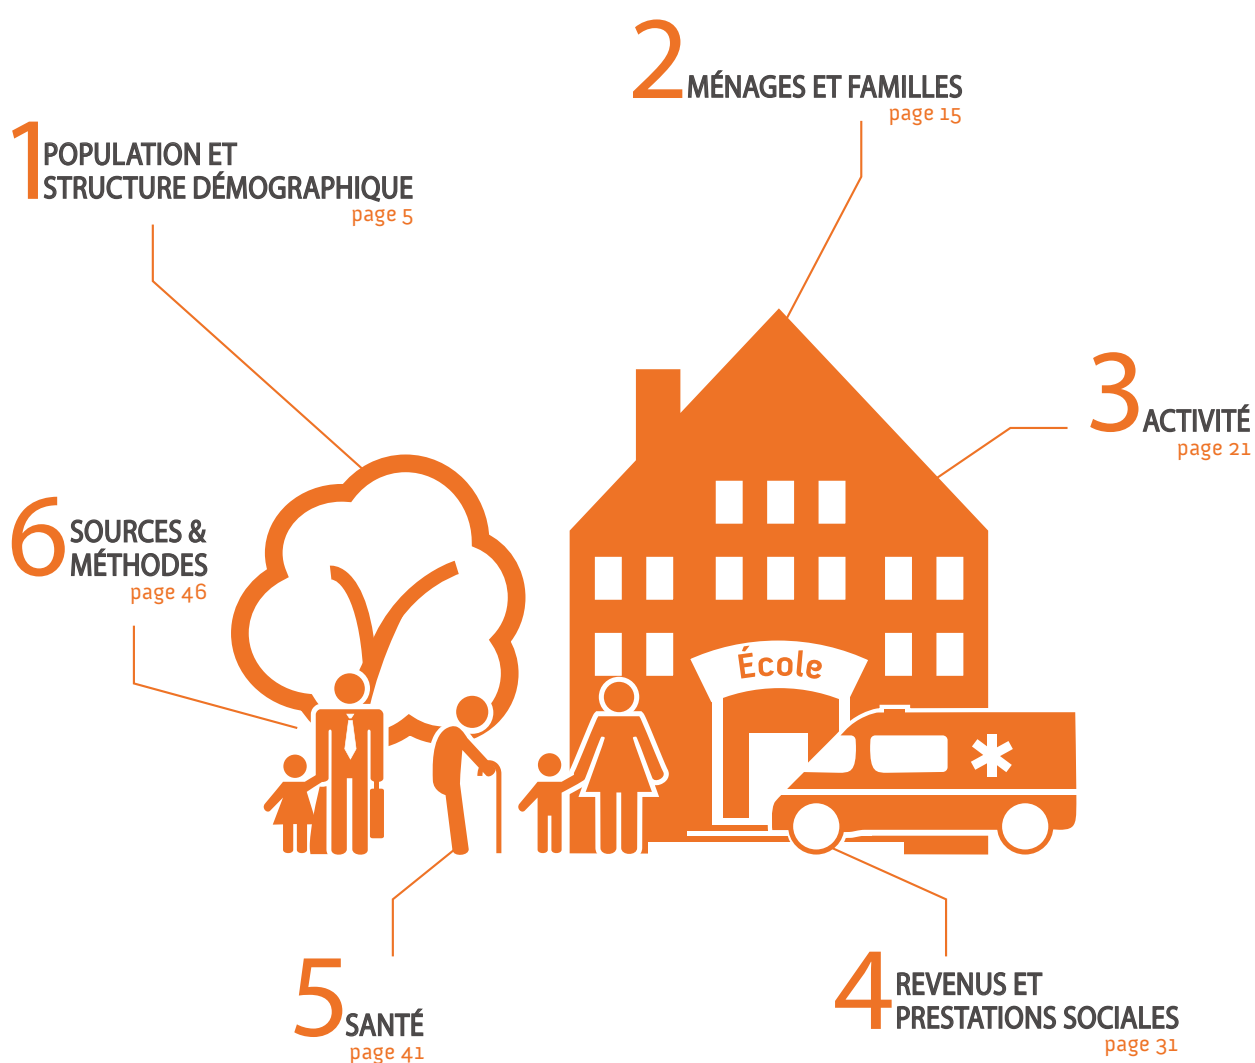 1 POPULATION ET
STRUCTURE DÉMOGRAPHIQUE
page 5
2 MÉNAGES ET FAMILLES
page 15
3 ACTIVITÉ
page 21
4 REVENUS ET
PRESTATIONS SOCIALES
page 31
5 SANTÉ
page 41
6 SOURCES &
MÉTHODES
page 46
École